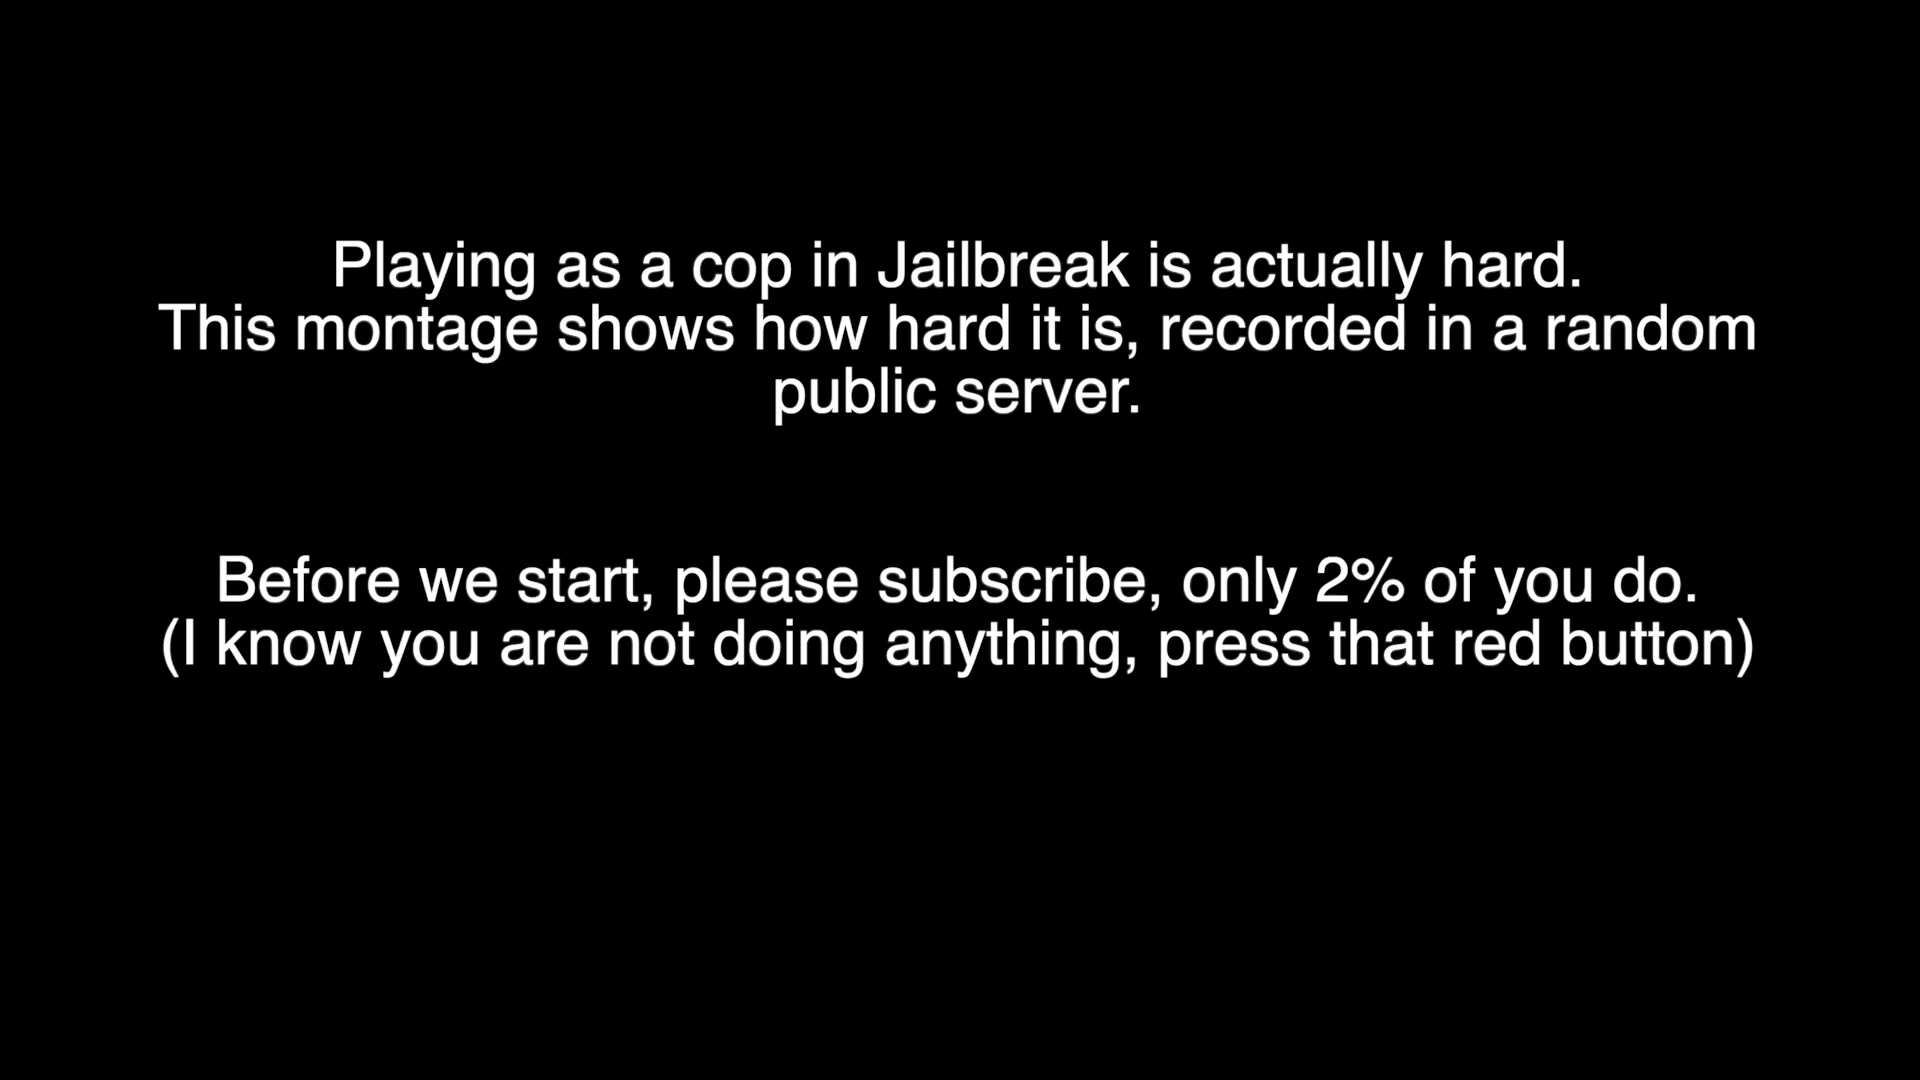 Playing as a cop in Jailbreak is actually hard.
This montage shows how hard it is, recorded in a random
public server.
Before we start, please subscribe, only 2% of you do.
(I know you are not doing anything, press that red button)